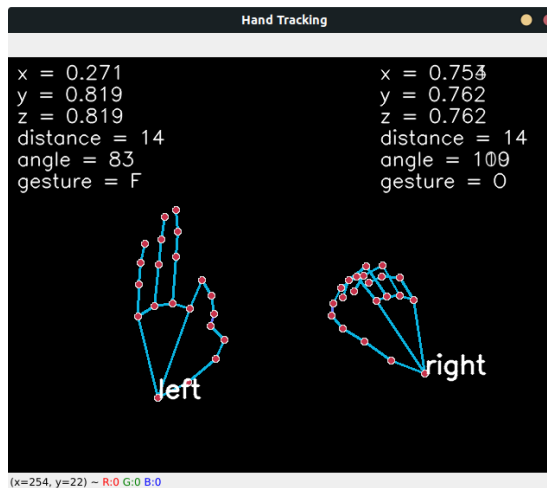 Hand Tracking
x = 0.271
y = 0.819
z = 0.819
distance = 14
angle = 83
gesture = F
y = 0.762
z = 0.762
distance = 14
angle =
gesture = O
left
right
(x=254, y=22) ~ R:0 G:0 B:0